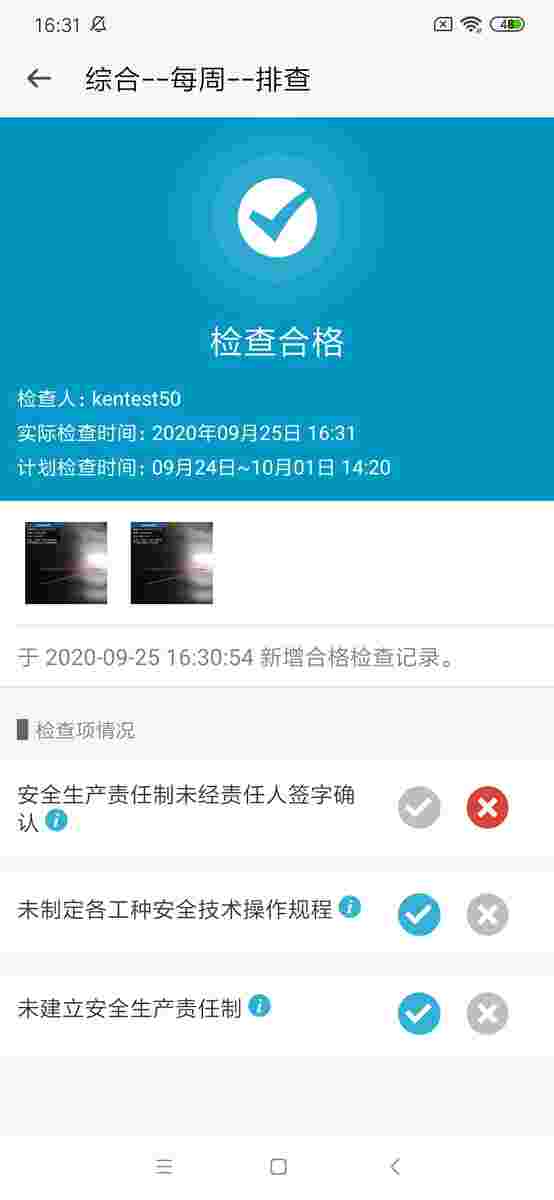 16:31
48
综合--每周--排查
检查合格
检查人: kentest50
实际检查时间: 2020年09月25日 16:31
计划检查时间: 09月24日~10月01日 14:20
于 2020-09-25 16:30:54 新增合格检查记录。
检查项情况
安全生产责任制未经责任人签字确
认
未制定各工种安全技术操作规程
未建立安全生产责任制